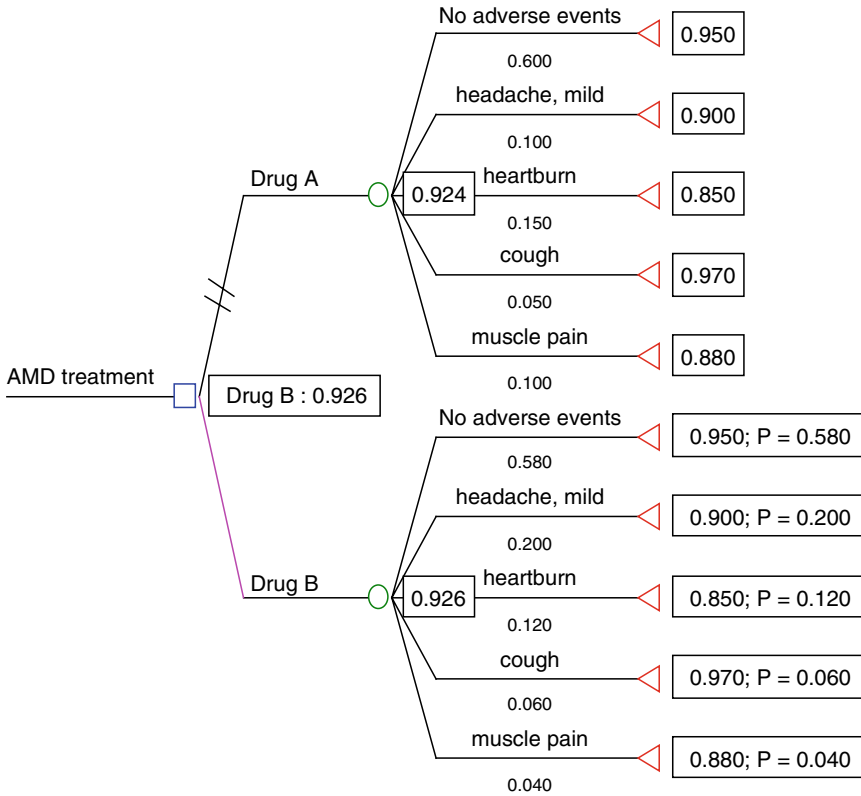 No adverse events
0.950
0.600
headache, mild
0.900
0.100
Drug A
0.924
heartburn
0.850
0.150
cough
0.970
0.050
muscle pain
0.880
0.100
AMD treatment
Drug B : 0.926
No adverse events
0.950; P = 0.580
0.580
headache, mild
0.900; P = 0.200
0.200
Drug B
0.926
heartburn
0.850; P = 0.120
0.120
cough
0.970; P = 0.060
0.060
muscle pain
0.880; P = 0.040
0.040